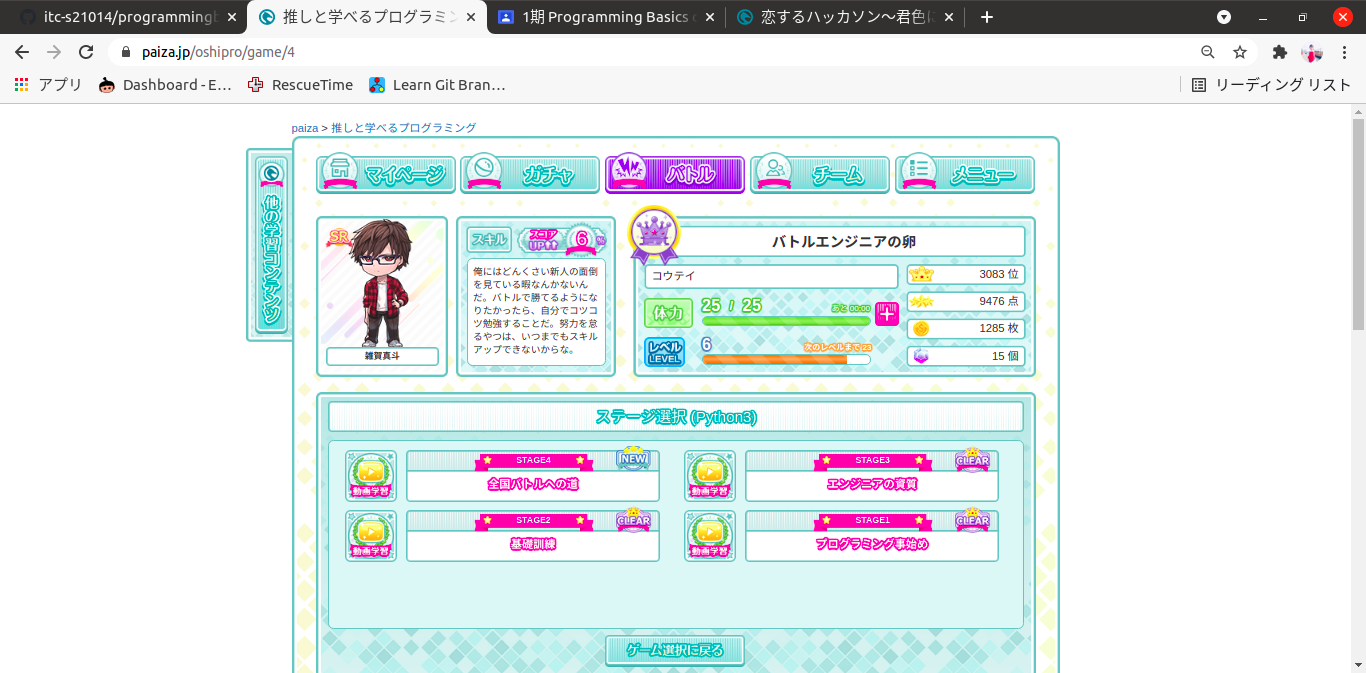 itc-s21014/programmingb
推しと学べるプログラミン
1期 Programming Basics
恋するハッカソン～君色に
paiza.jp/oshipro/game/4
アプリ
Dashboard - E…
RescueTime
Learn Git Bran…
リーディング リスト
paiza > 推しと学べるプログラミング
他の学習コンテンツ
マイページ
ガチャ
バトル
チーム
メニュー
SR
雑賀真斗
スキル
スコア
UP↑↑
6
%
俺にはどんくさい新人の面倒
を見ている暇なんかないん
だ。バトルで勝てるようにな
りたかったら、自分でコツコ
ツ勉強することだ。努力を怠
るやつは、いつまでもスキル
アップできないからな。
バトルエンジニアの卵
コウテイ
体力
25 / 25
あと 00:00
レベル
LEVEL
6
次のレベルまで 23
3083 位
9476 点
1285 枚
15 個
ステージ選択 (Python3)
動画学習
STAGE4
NEW
全国バトルへの道
動画学習
STAGE3
CLEAR
エンジニアの資質
動画学習
STAGE2
CLEAR
基礎訓練
動画学習
STAGE1
CLEAR
プログラミング事始め
ゲーム選択に戻る